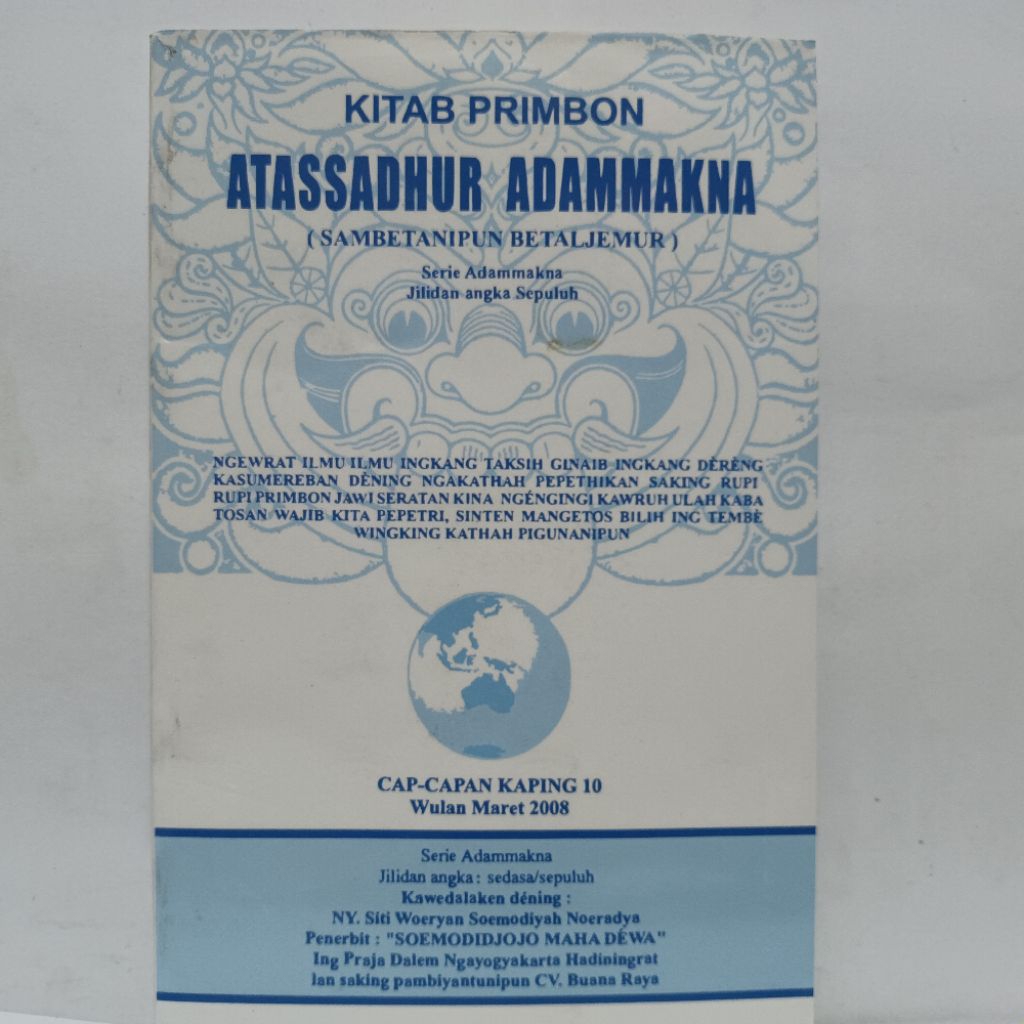 KITAB PRIMBON
ATASSADHUR ADAMMAKNA
( SAMBETANIPUN BETALJEMUR )
Serie Adammakna
Jilidan angka Sepuluh
NGEWRAT ILMU ILMU INGKANG TAKSIH GINAIB INGKANG DÈRÈNG
KASUMEREBAN DÉNING NGAKATHAH PEPETHIKAN SAKING RUPI
RUPI PRIMBON JAWI SERATAN KINA NGÉNGINGI KAWRUH ULAH KABA
TOSAN WAJIB KITA PEPETRI, SINTEN MANGETOS BILIH ING TEMBÈ
WINGKING KATHAH PIGUNANIPUN
CAP-CAPAN KAPING 10
Wulan Maret 2008
Serie Adammakna
Jilidan angka : sedasa/sepuluh
Kawedalaken déning :
NY. Siti Woeryan Soemodiyah Noeradya
Penerbit : "SOEMODIDJOJO MAHA DÉWA"
Ing Praja Dalem Ngayogyakarta Hadiningrat
lan saking pambiyantunipun CV. Buana Raya